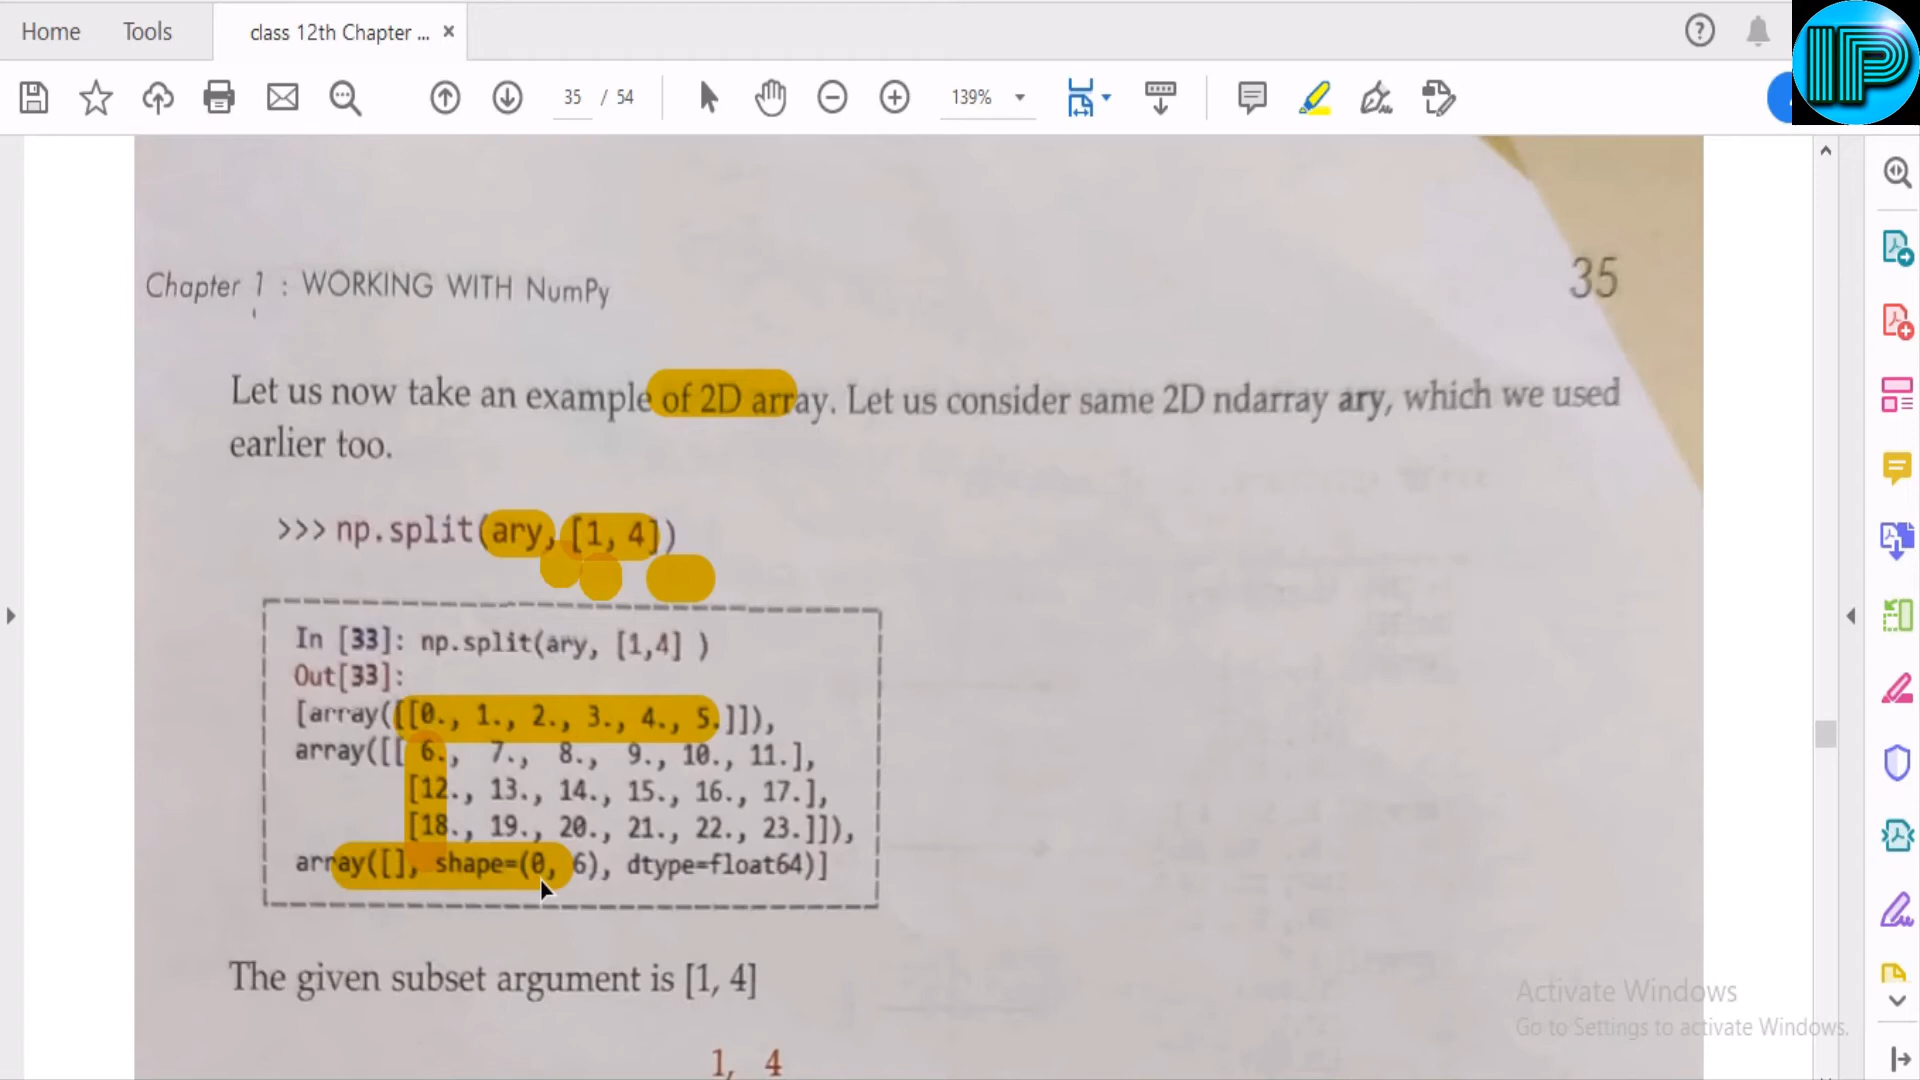 Home Tools class 12th Chapter ... ×
35 / 54 139%
IP
Chapter 1 : WORKING WITH NumPy 35
Let us now take an example of 2D array. Let us consider same 2D ndarray ary, which we used
earlier too.
>>> np.split(ary, [1, 4])
In [33]: np.split(ary, [1,4] )
Out[33]:
[array([[0., 1., 2., 3., 4., 5.]]),
array([[ 6., 7., 8., 9., 10., 11.],
[12., 13., 14., 15., 16., 17.],
[18., 19., 20., 21., 22., 23.]]),
array([], shape=(0, 6), dtype=float64)]
The given subset argument is [1, 4]
1, 4
Activate Windows
Go to Settings to activate Windows.